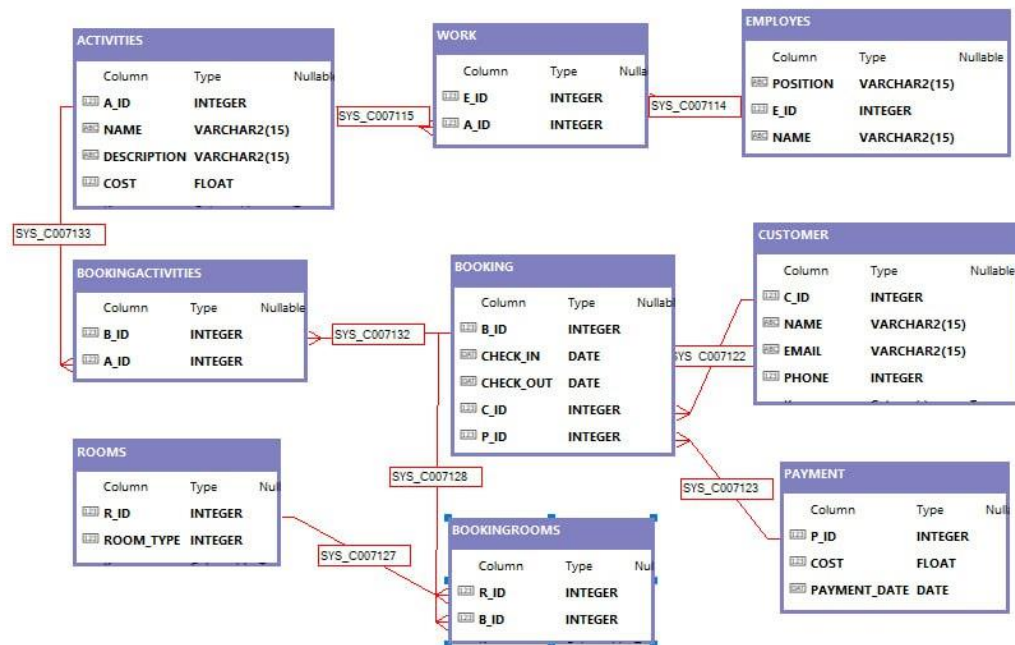 ACTIVITIES
Column Type Nullable
A_ID INTEGER
NAME VARCHAR2(15)
DESCRIPTION VARCHAR2(15)
COST FLOAT
WORK
Column Type Nulla
E_ID INTEGER
A_ID INTEGER
EMPLOYES
Column Type Nullable
POSITION VARCHAR2(15)
E_ID INTEGER
NAME VARCHAR2(15)
SYS_C007115
SYS_C007114
SYS_C007133
BOOKINGACTIVITIES
Column Type Nullable
B_ID INTEGER
A_ID INTEGER
SYS_C007132
BOOKING
Column Type Nullabl
B_ID INTEGER
CHECK_IN DATE
CHECK_OUT DATE
C_ID INTEGER
P_ID INTEGER
CUSTOMER
Column Type Nullable
C_ID INTEGER
NAME VARCHAR2(15)
EMAIL VARCHAR2(15)
PHONE INTEGER
SYS_C007122
ROOMS
Column Type Null
R_ID INTEGER
ROOM_TYPE INTEGER
SYS_C007128
SYS_C007123
SYS_C007127
BOOKINGROOMS
Column Type Nul
R_ID INTEGER
B_ID INTEGER
PAYMENT
Column Type Nulla
P_ID INTEGER
COST FLOAT
PAYMENT_DATE DATE